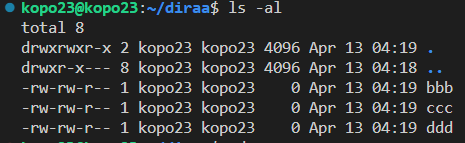 kopo23@kopo23:~/diraa$ ls -al
total 8
drwxrwxr-x 2 kopo23 kopo23 4096 Apr 13 04:19 .
drwxr-x--- 8 kopo23 kopo23 4096 Apr 13 04:18 ..
-rw-rw-r-- 1 kopo23 kopo23    0 Apr 13 04:19 bbb
-rw-rw-r-- 1 kopo23 kopo23    0 Apr 13 04:19 ccc
-rw-rw-r-- 1 kopo23 kopo23    0 Apr 13 04:19 ddd